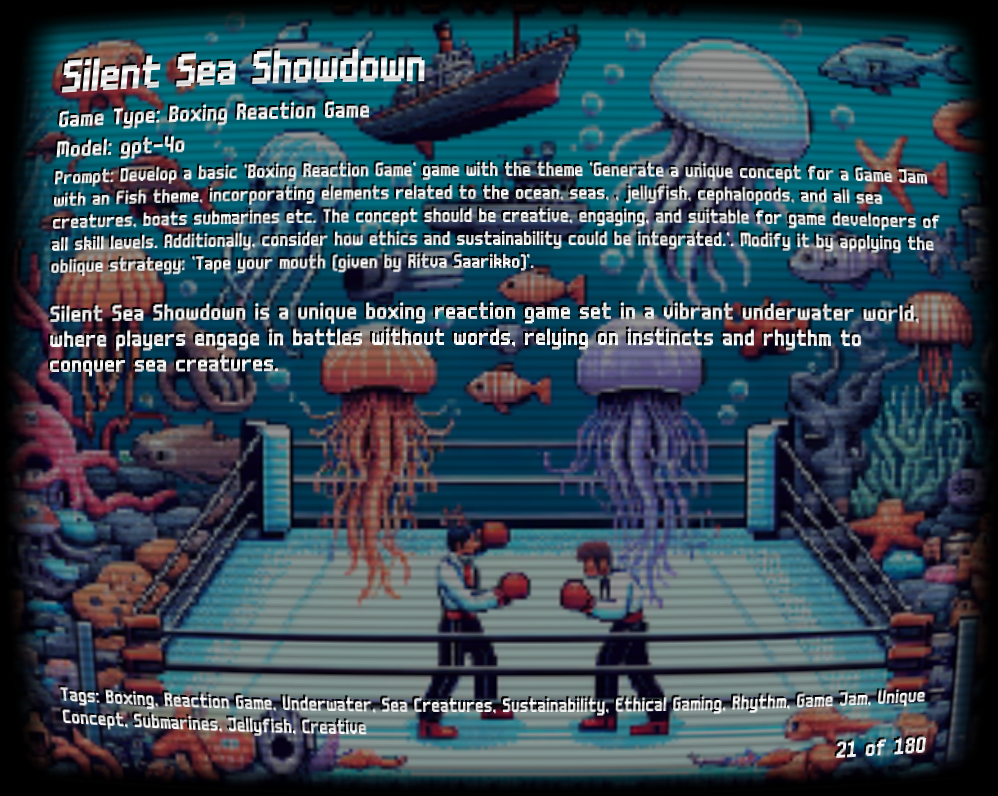 Silent Sea Showdown
Game Type: Boxing Reaction Game
Model: gpt-4o
Prompt: Develop a basic 'Boxing Reaction Game' game with the theme 'Generate a unique concept for a Game Jam
with an Fish theme, incorporating elements related to the ocean, seas, , jellyfish, cephalopods, and all sea
creatures, boats submarines etc. The concept should be creative, engaging, and suitable for game developers of
all skill levels. Additionally, consider how ethics and sustainability could be integrated.'. Modify it by applying the
oblique strategy: 'Tape your mouth (given by Ritva Saarikko)'.
Silent Sea Showdown is a unique boxing reaction game set in a vibrant underwater world,
where players engage in battles without words, relying on instincts and rhythm to
conquer sea creatures.
Tags: Boxing, Reaction Game, Underwater, Sea Creatures, Sustainability, Ethical Gaming, Rhythm, Game Jam, Unique
Concept, Submarines, Jellyfish, Creative
21 of 180